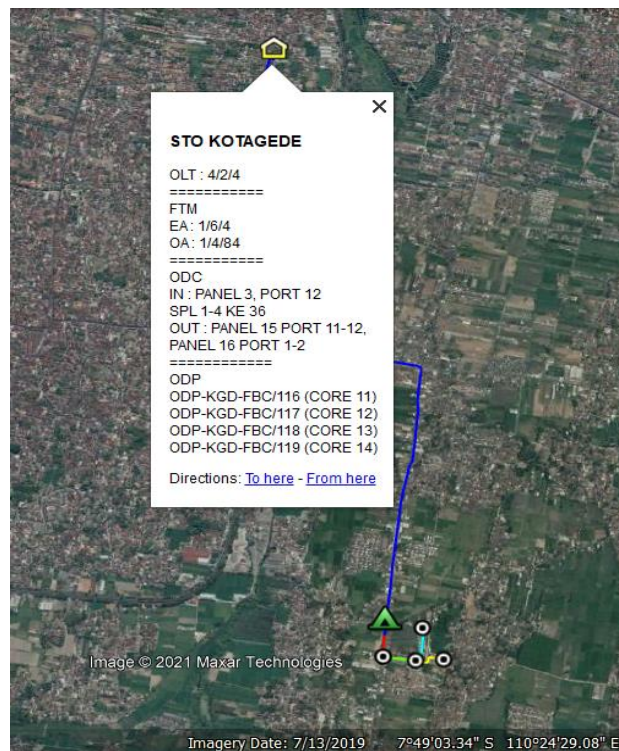 STO KOTAGEDE
OLT : 4/2/4
===========
FTM
EA : 1/6/4
OA : 1/4/84
===========
ODC
IN : PANEL 3, PORT 12
SPL 1-4 KE 36
OUT : PANEL 15 PORT 11-12,
PANEL 16 PORT 1-2
============
ODP
ODP-KGD-FBC/116 (CORE 11)
ODP-KGD-FBC/117 (CORE 12)
ODP-KGD-FBC/118 (CORE 13)
ODP-KGD-FBC/119 (CORE 14)
Directions: To here - From here
Image © 2021 Maxar Technologies
Imagery Date: 7/13/2019 7°49'03.34" S 110°24'29.08" E